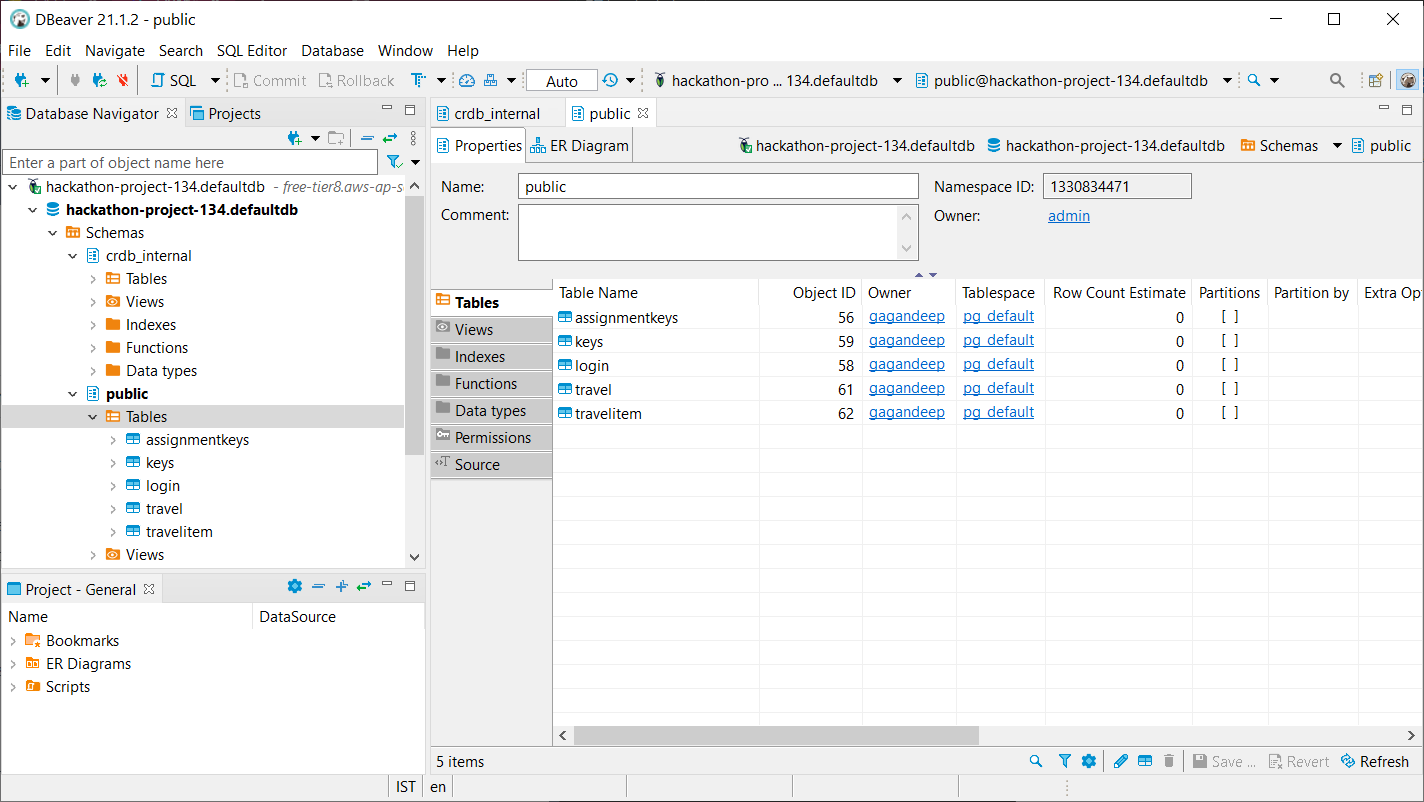 DBeaver 21.1.2 - public
File Edit Navigate Search SQL Editor Database Window Help
SQL Commit Rollback Auto hackathon-pro ... 134.defaultdb public@hackathon-project-134.defaultdb
Database Navigator Projects
Enter a part of object name here
hackathon-project-134.defaultdb - free-tier8.aws-ap-s
hackathon-project-134.defaultdb
Schemas
crdb_internal
Tables
Views
Indexes
Functions
Data types
public
Tables
assignmentkeys
keys
login
travel
travelitem
Views
Project - General
Name DataSource
Bookmarks
ER Diagrams
Scripts
crdb_internal public
Properties ER Diagram hackathon-project-134.defaultdb hackathon-project-134.defaultdb Schemas public
Name: public Namespace ID: 1330834471
Comment: Owner: admin
Tables
Views
Indexes
Functions
Data types
Permissions
Source
Table Name Object ID Owner Tablespace Row Count Estimate Partitions Partition by Extra Opt
assignmentkeys 56 gagandeep pg_default 0 [ ]
keys 59 gagandeep pg_default 0 [ ]
login 58 gagandeep pg_default 0 [ ]
travel 61 gagandeep pg_default 0 [ ]
travelitem 62 gagandeep pg_default 0 [ ]
5 items Save ... Revert Refresh
IST en